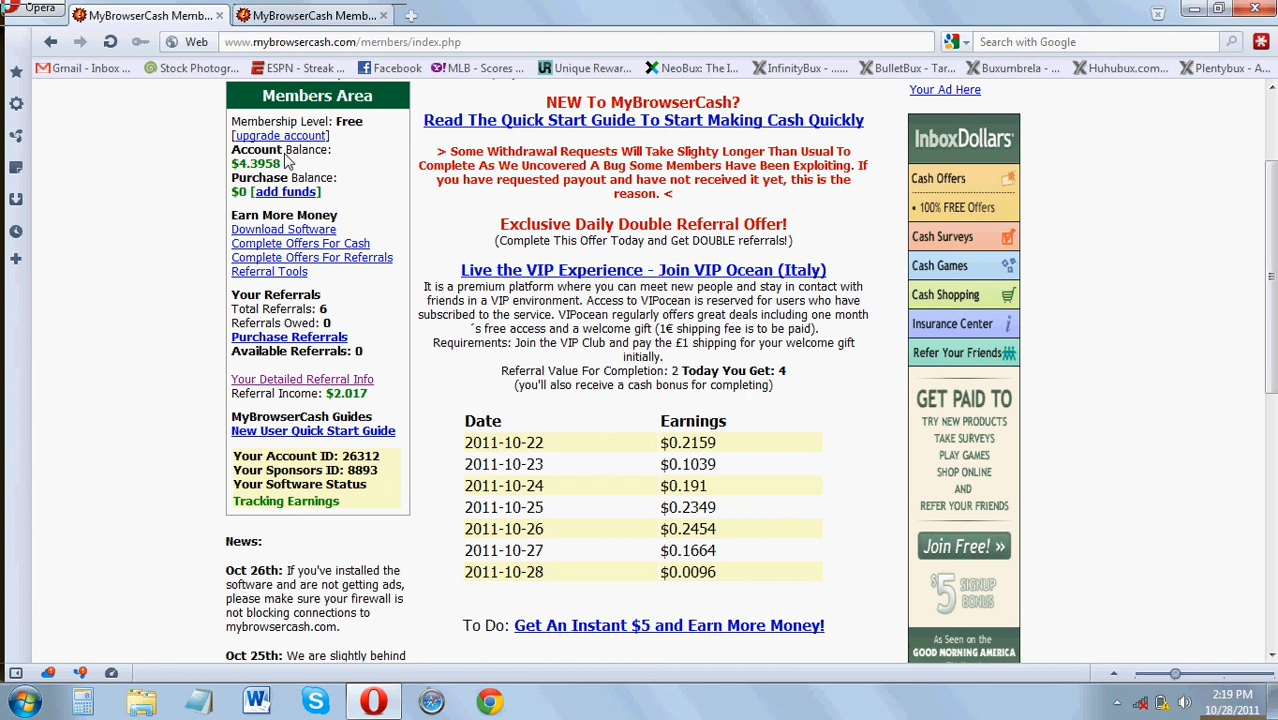 Opera
MyBrowserCash Memb...
MyBrowserCash Memb...
Web
www.mybrowsercash.com/members/index.php
Search with Google
Gmail - Inbox ...
Stock Photogr...
ESPN - Streak ...
Facebook
MLB - Scores ...
Unique Rewar...
NeoBux: The I...
InfinityBux - ......
BulletBux - Tar...
Buxumbrela - ...
Huhubux.com...
Plentybux - A...
Members Area
Membership Level: Free
[upgrade account]
Account Balance:
$4.3958
Purchase Balance:
$0 [add funds]
Earn More Money
Download Software
Complete Offers For Cash
Complete Offers For Referrals
Referral Tools
Your Referrals
Total Referrals: 6
Referrals Owed: 0
Purchase Referrals
Available Referrals: 0
Your Detailed Referral Info
Referral Income: $2.017
MyBrowserCash Guides
New User Quick Start Guide
Your Account ID: 26312
Your Sponsors ID: 8893
Your Software Status
Tracking Earnings
News:
Oct 26th: If you've installed the
software and are not getting ads,
please make sure your firewall is
not blocking connections to
mybrowsercash.com.
Oct 25th: We are slightly behind
NEW To MyBrowserCash?
Read The Quick Start Guide To Start Making Cash Quickly
> Some Withdrawal Requests Will Take Slighty Longer Than Usual To
Complete As We Uncovered A Bug Some Members Have Been Exploiting. If
you have requested payout and have not received it yet, this is the
reason. <
Exclusive Daily Double Referral Offer!
(Complete This Offer Today and Get DOUBLE referrals!)
Live the VIP Experience - Join VIP Ocean (Italy)
It is a premium platform where you can meet new people and stay in contact with
friends in a VIP environment. Access to VIPocean is reserved for users who have
subscribed to the service. VIPocean regularly offers great deals including one month
´s free access and a welcome gift (1€ shipping fee is to be paid).
Requirements: Join the VIP Club and pay the £1 shipping for your welcome gift
initially.
Referral Value For Completion: 2 Today You Get: 4
(you'll also receive a cash bonus for completing)
Date Earnings
2011-10-22 $0.2159
2011-10-23 $0.1039
2011-10-24 $0.191
2011-10-25 $0.2349
2011-10-26 $0.2454
2011-10-27 $0.1664
2011-10-28 $0.0096
To Do: Get An Instant $5 and Earn More Money!
Your Ad Here
InboxDollars
Cash Offers
• 100% FREE Offers
Cash Surveys
Cash Games
Cash Shopping
Insurance Center
Refer Your Friends
GET PAID TO
TRY NEW PRODUCTS
TAKE SURVEYS
PLAY GAMES
SHOP ONLINE
AND
REFER YOUR FRIENDS
Join Free! »
$5 SIGNUP
BONUS
As Seen on the
GOOD MORNING AMERICA
2:19 PM
10/28/2011